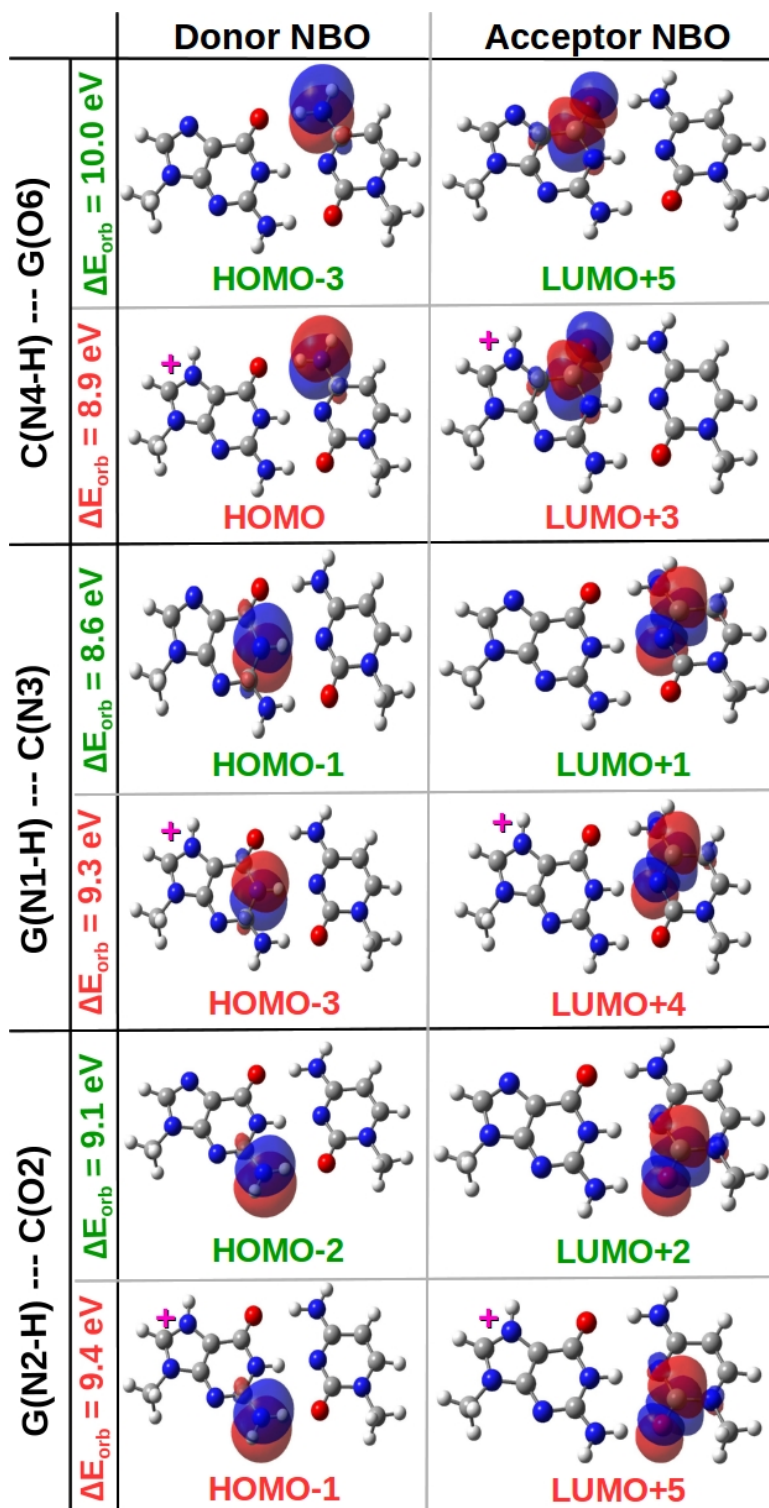 Donor NBO
Acceptor NBO
C(N4-H) --- G(O6)
ΔEorb = 10.0 eV
HOMO-3
LUMO+5
ΔEorb = 8.9 eV
+
+
HOMO
LUMO+3
G(N1-H) --- C(N3)
ΔEorb = 8.6 eV
HOMO-1
LUMO+1
ΔEorb = 9.3 eV
+
+
HOMO-3
LUMO+4
G(N2-H) --- C(O2)
ΔEorb = 9.1 eV
HOMO-2
LUMO+2
ΔEorb = 9.4 eV
+
+
HOMO-1
LUMO+5